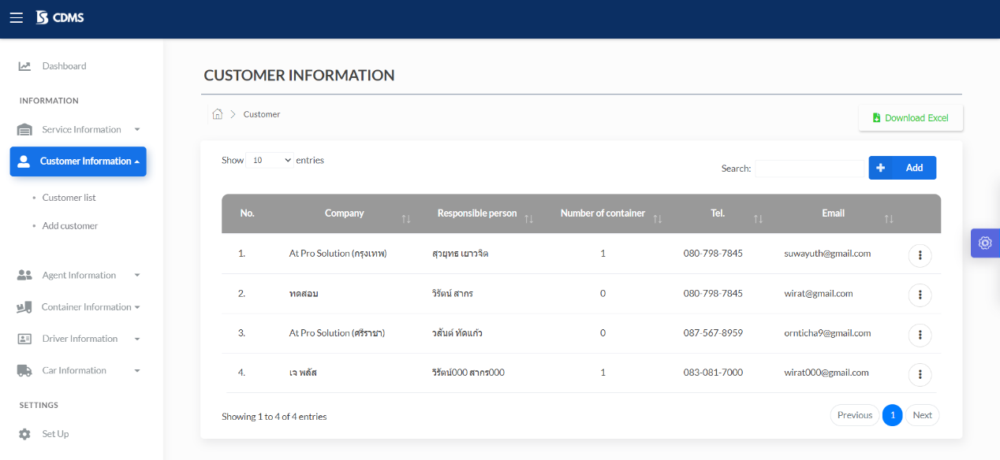 CDMS
Dashboard
INFORMATION
Service Information
Customer Information
Customer list
Add customer
Agent Information
Container Information
Driver Information
Car Information
SETTINGS
Set Up
CUSTOMER INFORMATION
Customer
Download Excel
Show 10 entries
Search:
Add
No. Company Responsible person Number of container Tel. Email
1. At Pro Solution (กรุงเทพ) สุวยุทธ เยาวจิต 1 080-798-7845 suwayuth@gmail.com
2. ทดสอบ วิรัตน์ สากร 0 080-798-7845 wirat@gmail.com
3. At Pro Solution (ศรีราชา) วสันต์ ทัดแก้ว 0 087-567-8959 ornticha9@gmail.com
4. เจ พลัส วิรัตน์000 สากร000 1 083-081-7000 wirat000@gmail.com
Showing 1 to 4 of 4 entries
Previous 1 Next